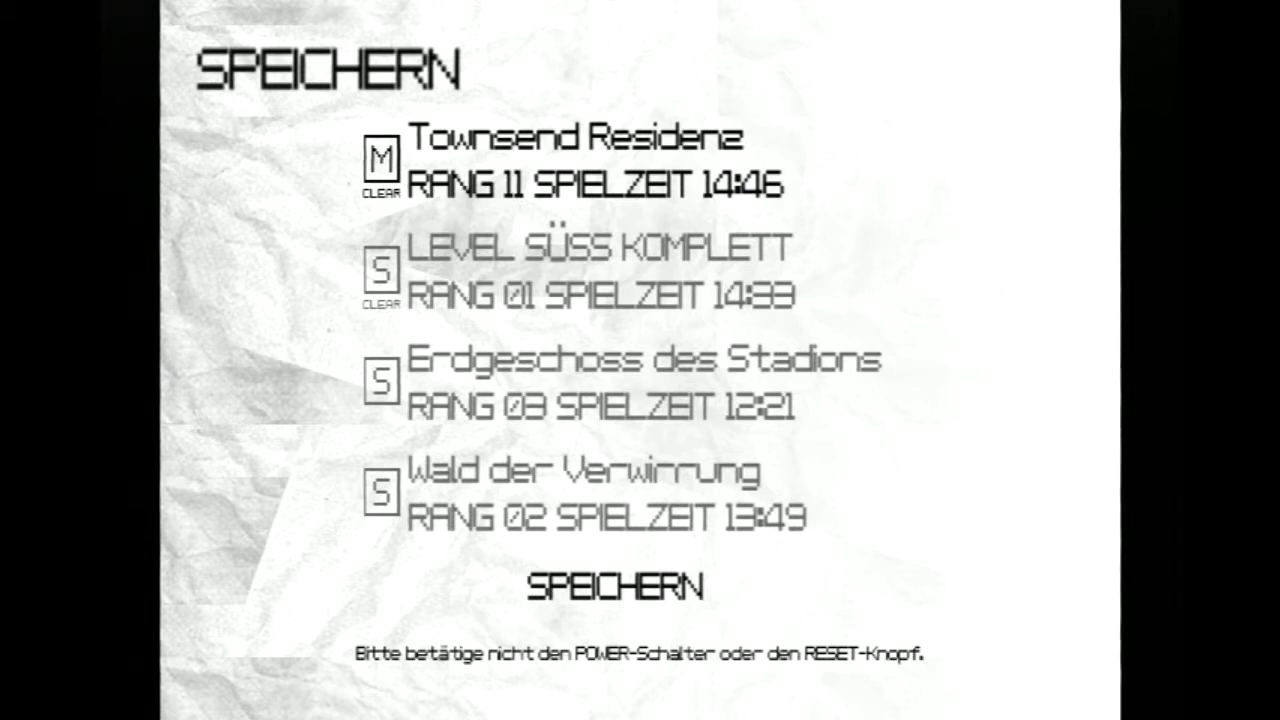 SPEICHERN
M Townsend Residenz
CLEAR RANG 11 SPIELZEIT 14:46
S LEVEL SÜSS KOMPLETT
CLEAR RANG 01 SPIELZEIT 14:33
S Erdgeschoss des Stadions
RANG 03 SPIELZEIT 12:21
S Wald der Verwirrung
RANG 02 SPIELZEIT 13:49
SPEICHERN
Bitte betätige nicht den POWER-Schalter oder den RESET-Knopf.